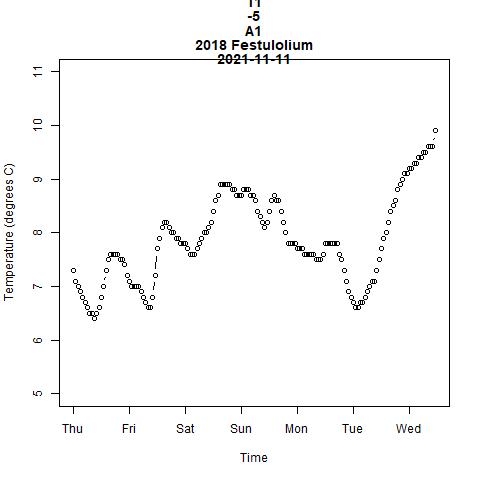 11
-5
A1
2018 Festulolium
2021-11-11
11
10
9
8
7
6
5
Temperature (degrees C)
Thu Fri Sat Sun Mon Tue Wed
Time